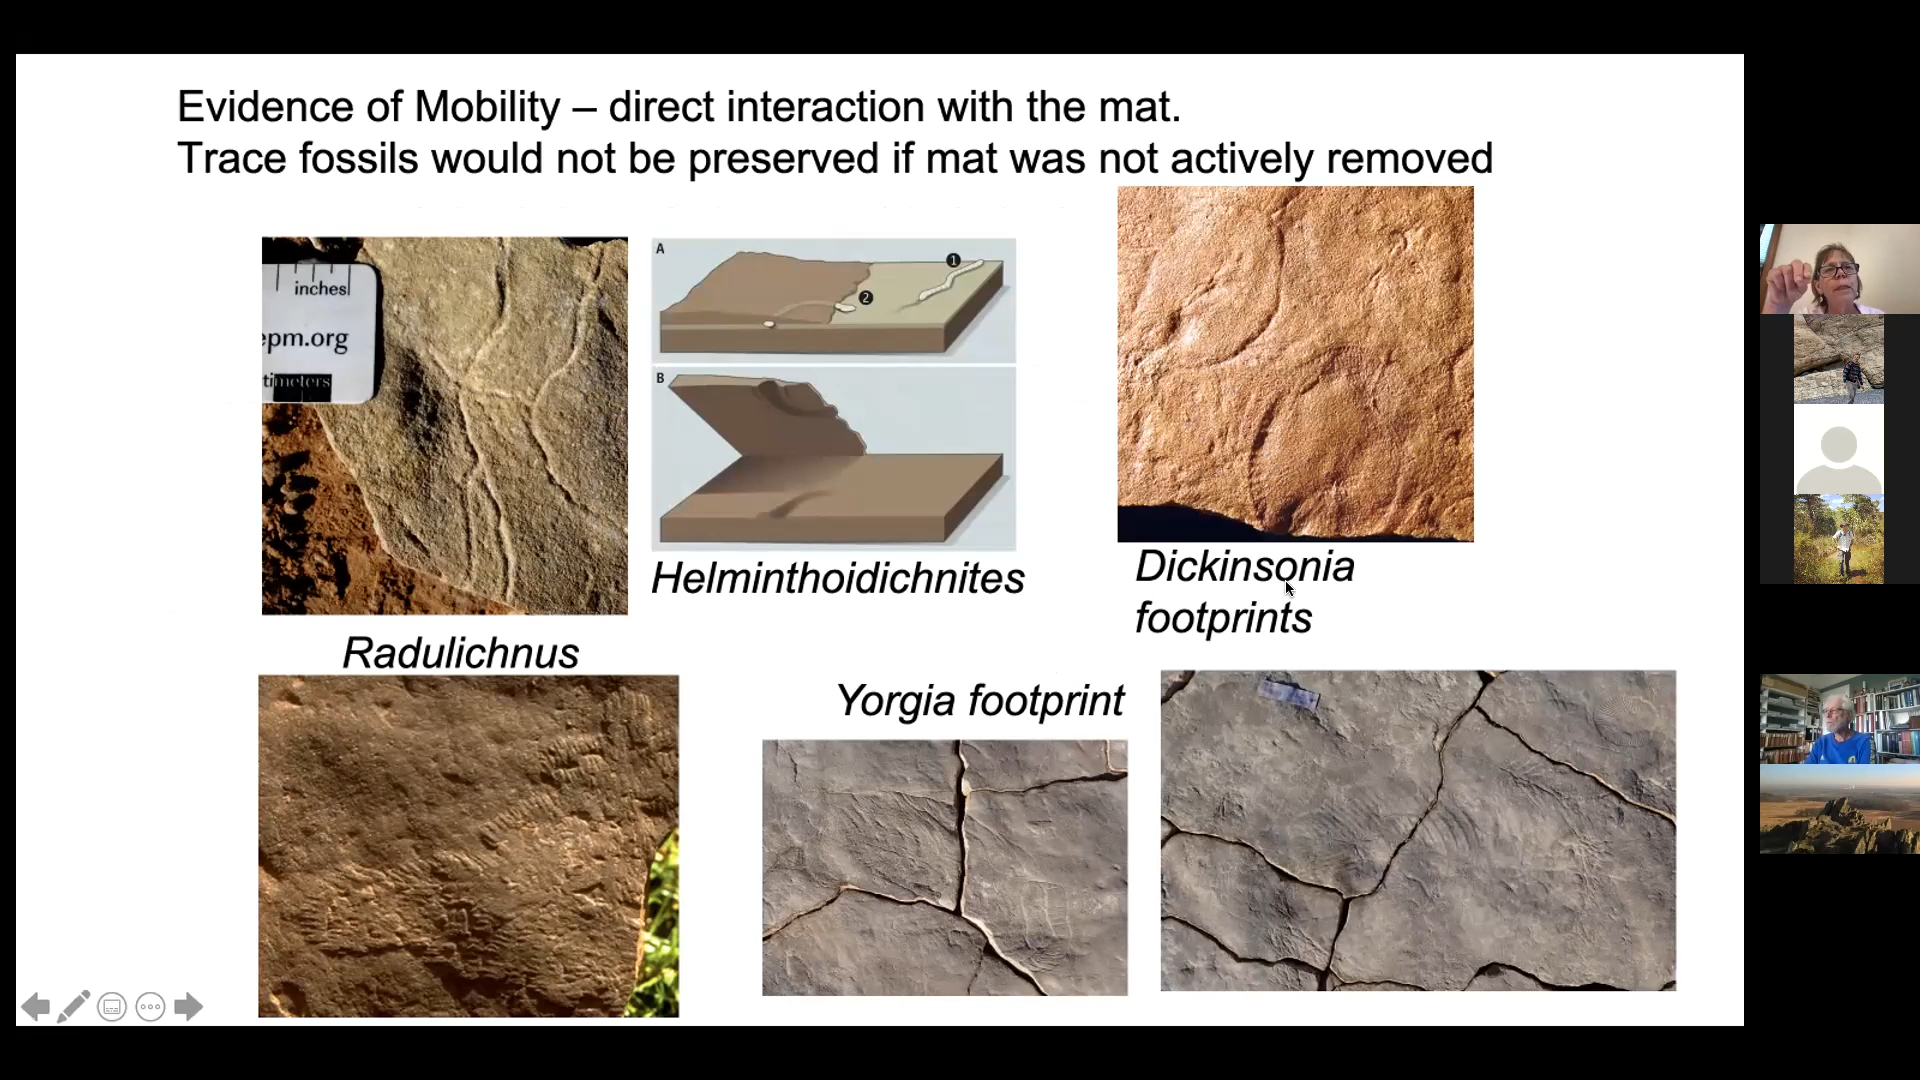 Evidence of Mobility – direct interaction with the mat.
Trace fossils would not be preserved if mat was not actively removed
inches
epm.org
timeters
A
1
2
B
Helminthoidichnites
Dickinsonia
footprints
Radulichnus
Yorgia footprint